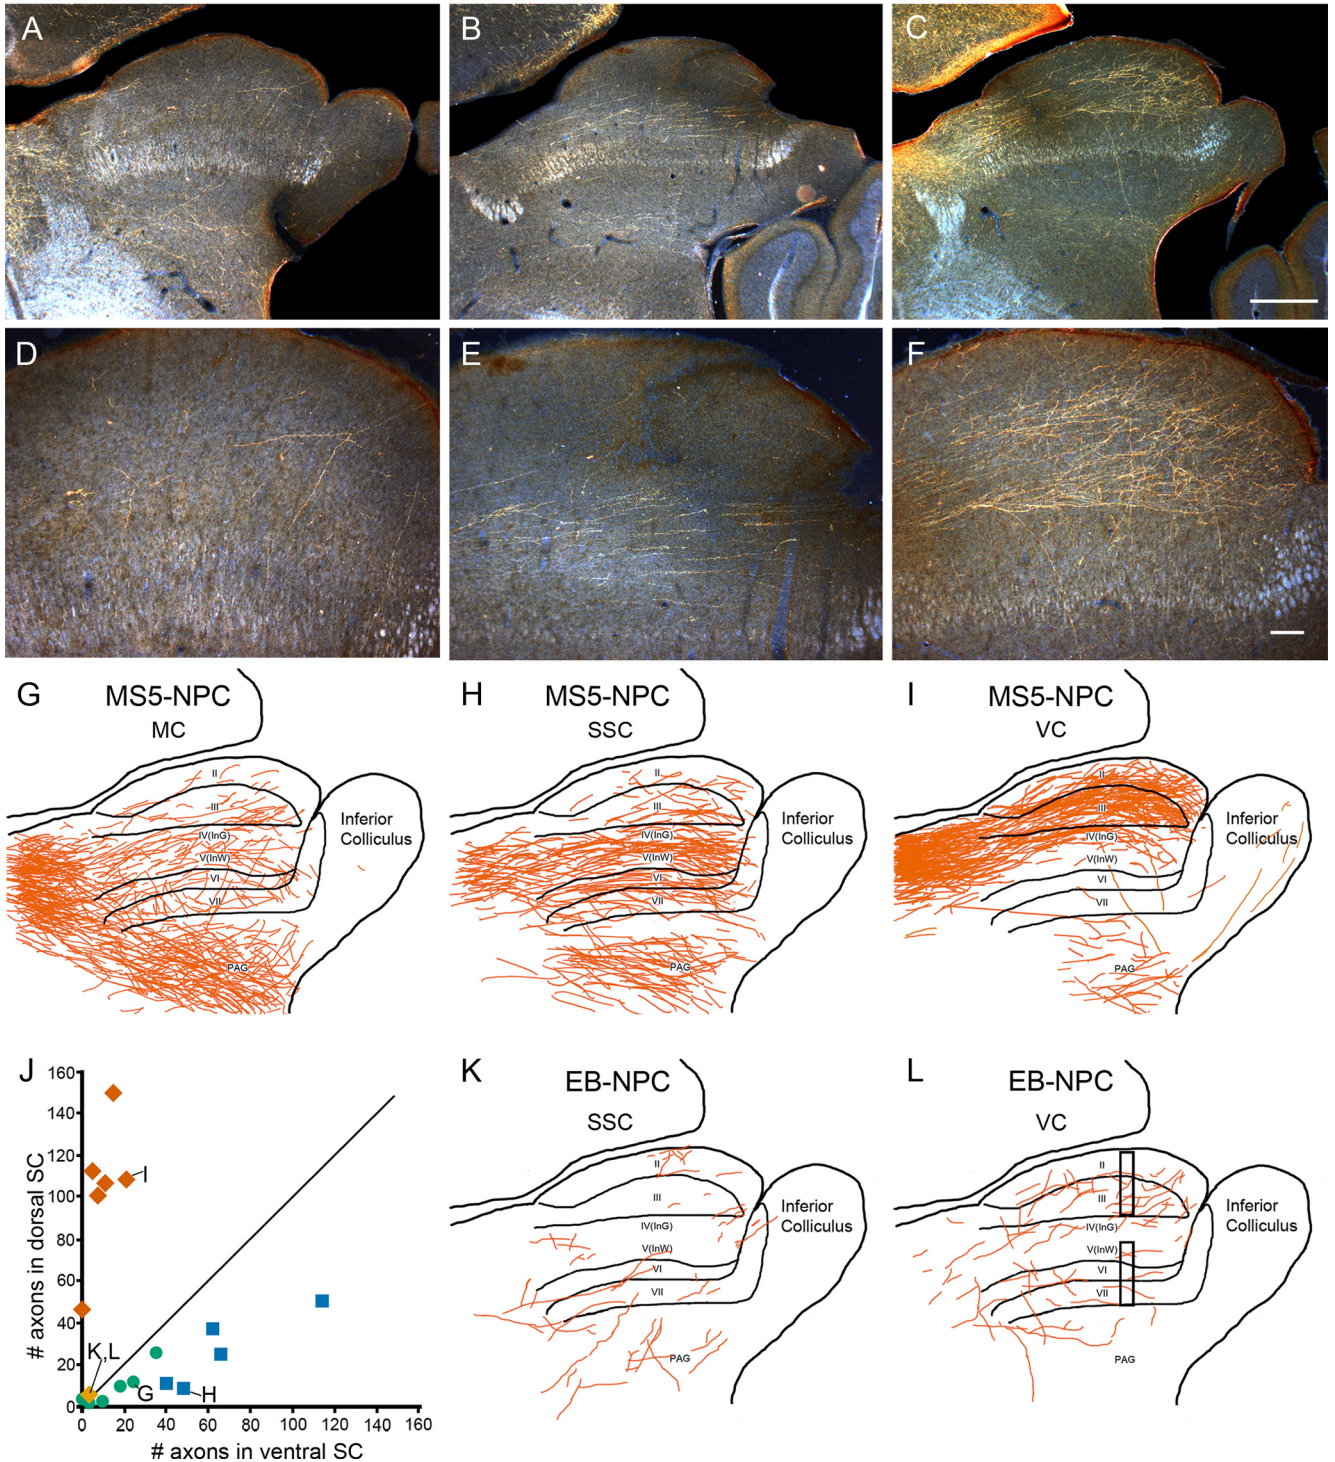 A
B
C
D
E
F
G
MS5-NPC
MC
II
III
IV(InG)
V(InW)
VI
VII
PAG
Inferior
Colliculus
H
MS5-NPC
SSC
II
III
IV(InG)
V(InW)
VI
VII
PAG
Inferior
Colliculus
I
MS5-NPC
VC
II
III
IV(InG)
V(InW)
VI
VII
PAG
Inferior
Colliculus
J
# axons in dorsal SC
160
140
120
100
80
60
40
20
0
I
K,L
G
H
0 20 40 60 80 100 120 140 160
# axons in ventral SC
K
EB-NPC
SSC
II
III
IV(InG)
V(InW)
VI
VII
PAG
Inferior
Colliculus
L
EB-NPC
VC
II
III
IV(InG)
V(InW)
VI
VII
PAG
Inferior
Colliculus